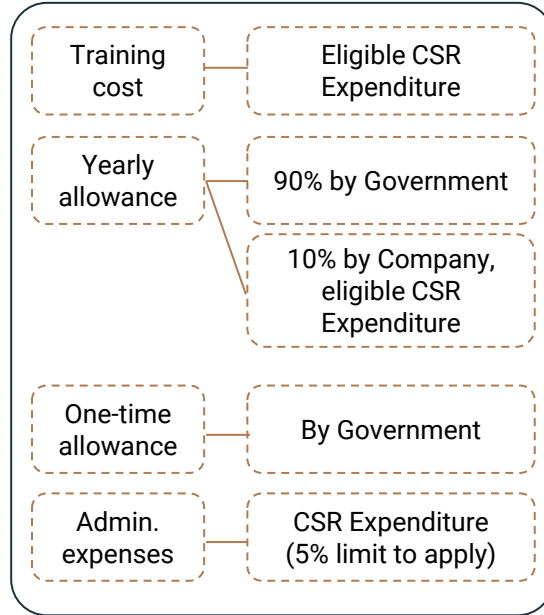 Training
cost
Eligible CSR
Expenditure
Yearly
allowance
90% by Government
10% by Company,
eligible CSR
Expenditure
One-time
allowance
By Government
Admin.
expenses
CSR Expenditure
(5% limit to apply)